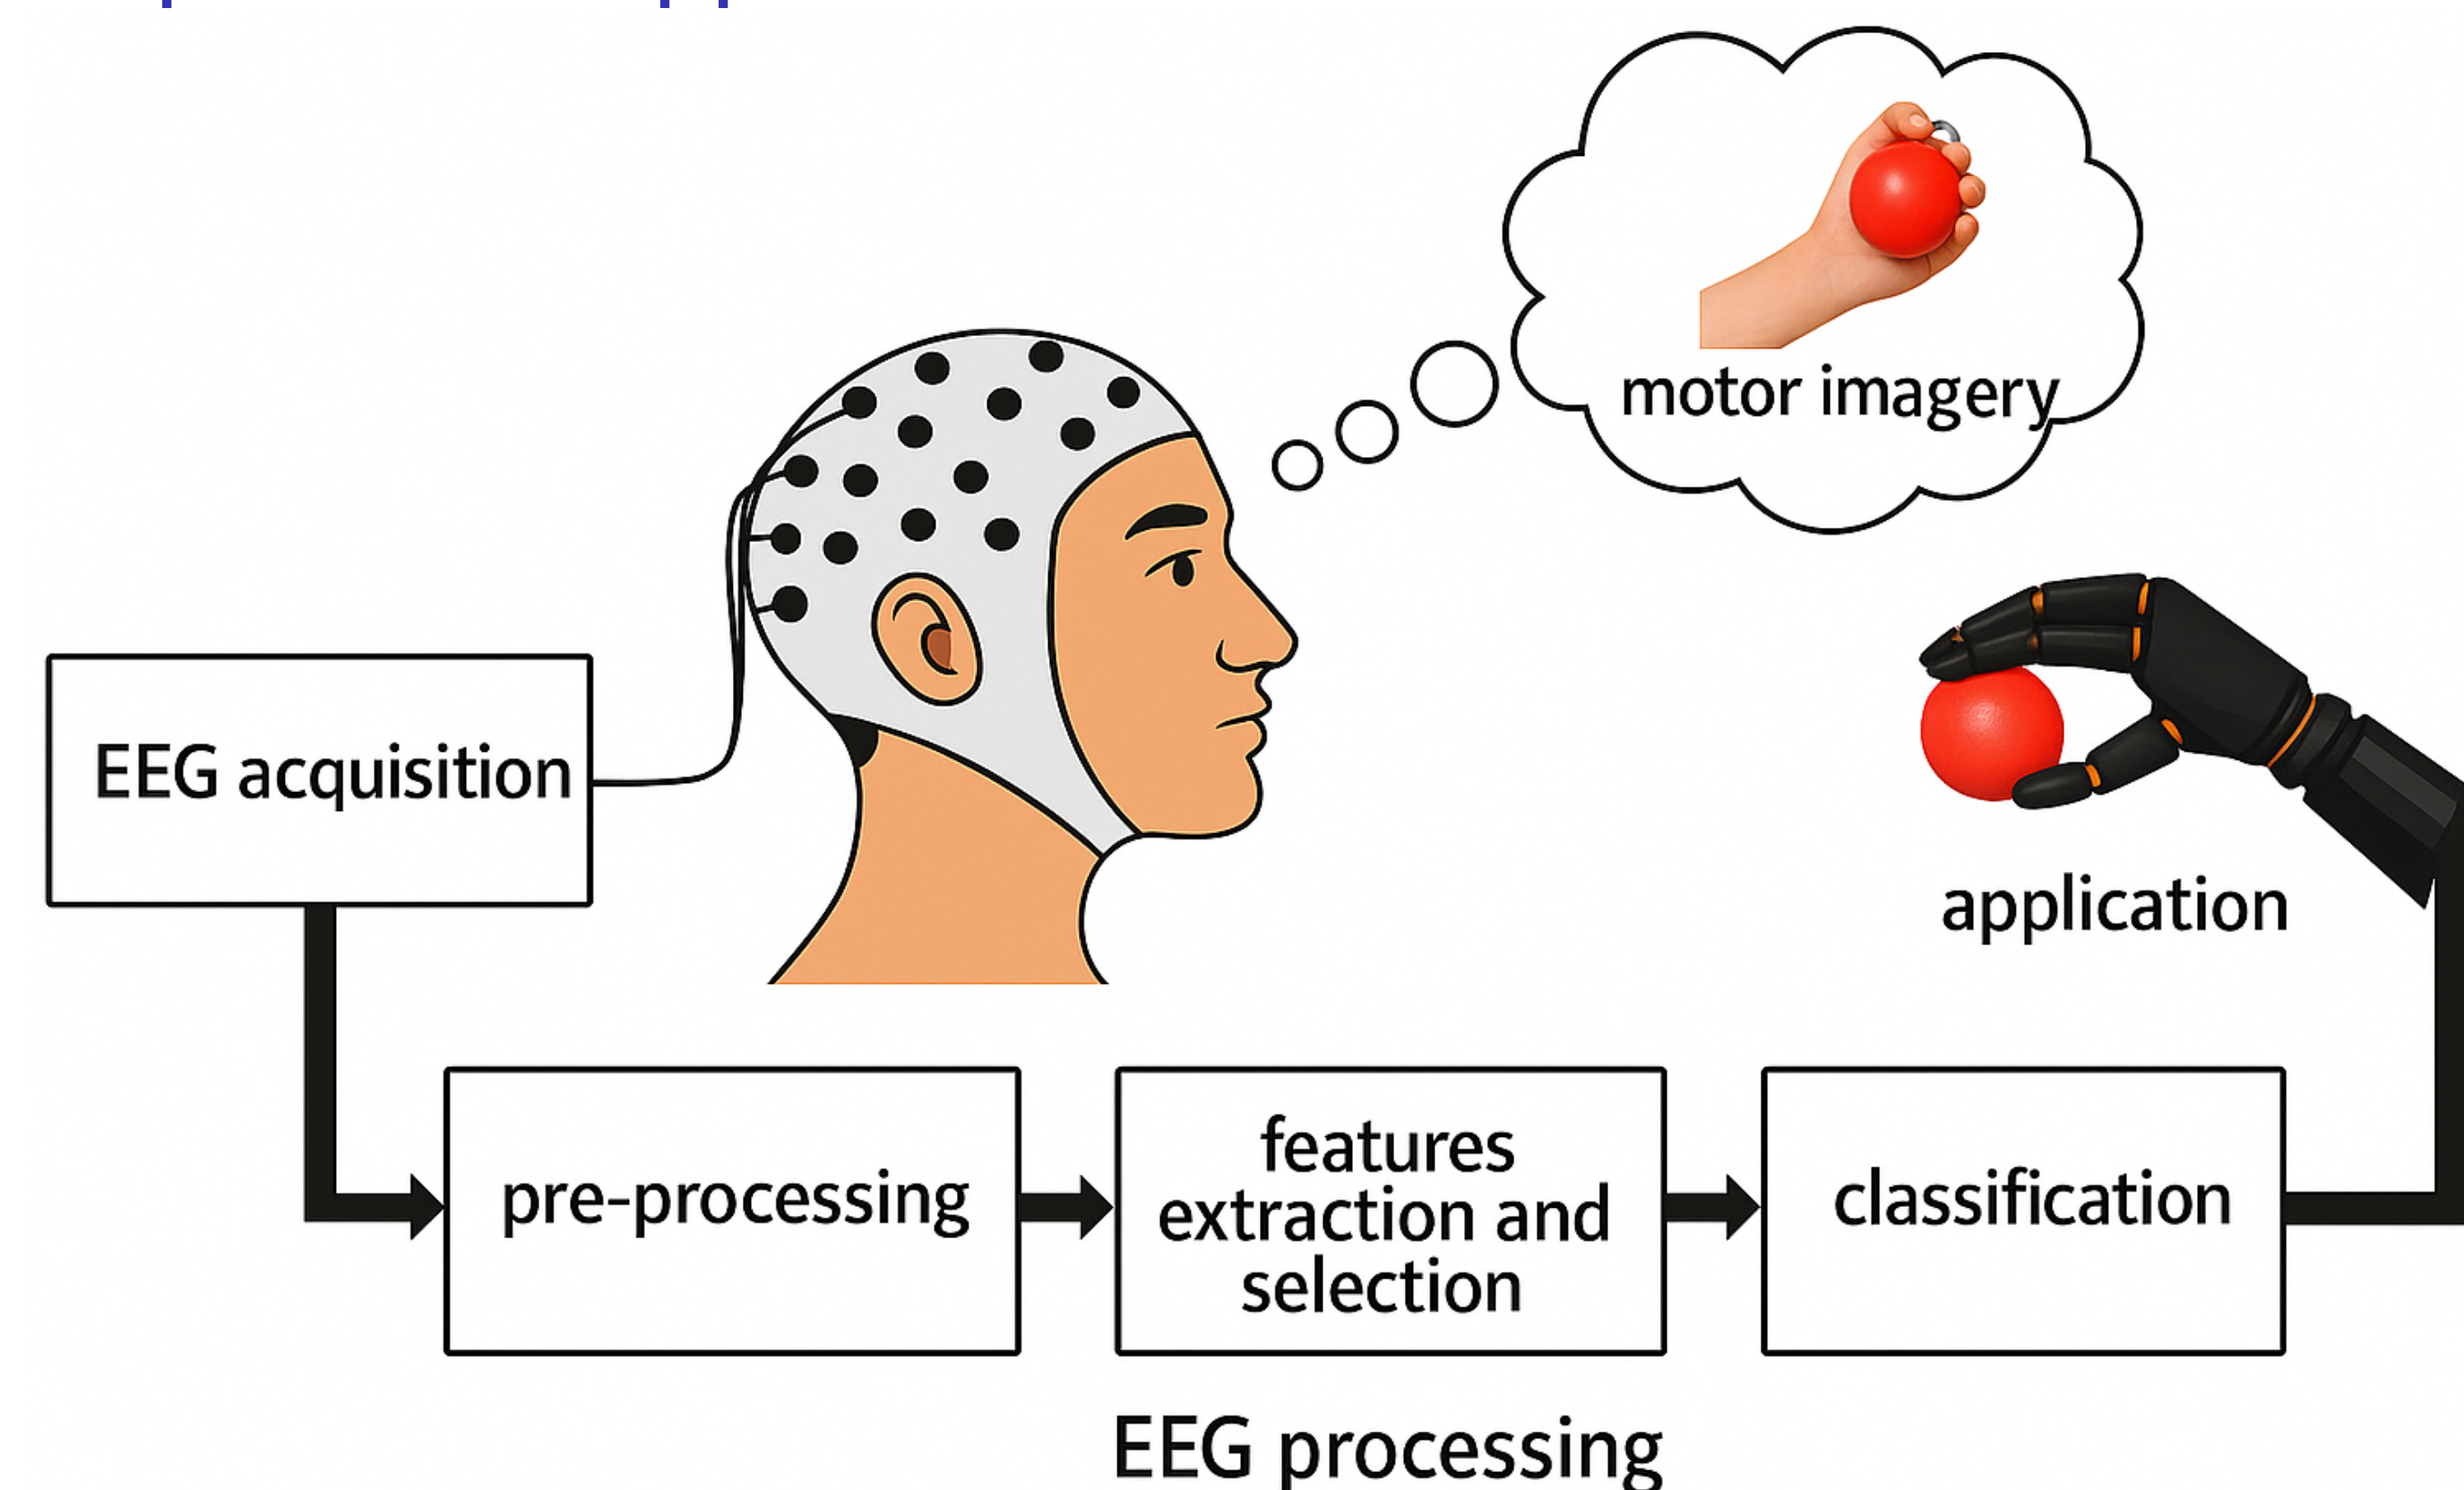 motor imagery
EEG acquisition
application
pre-processing
features
extraction and
selection
classification
EEG processing